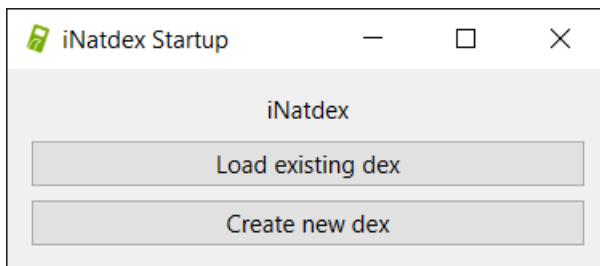 iNatdex Startup
iNatdex
Load existing dex
Create new dex